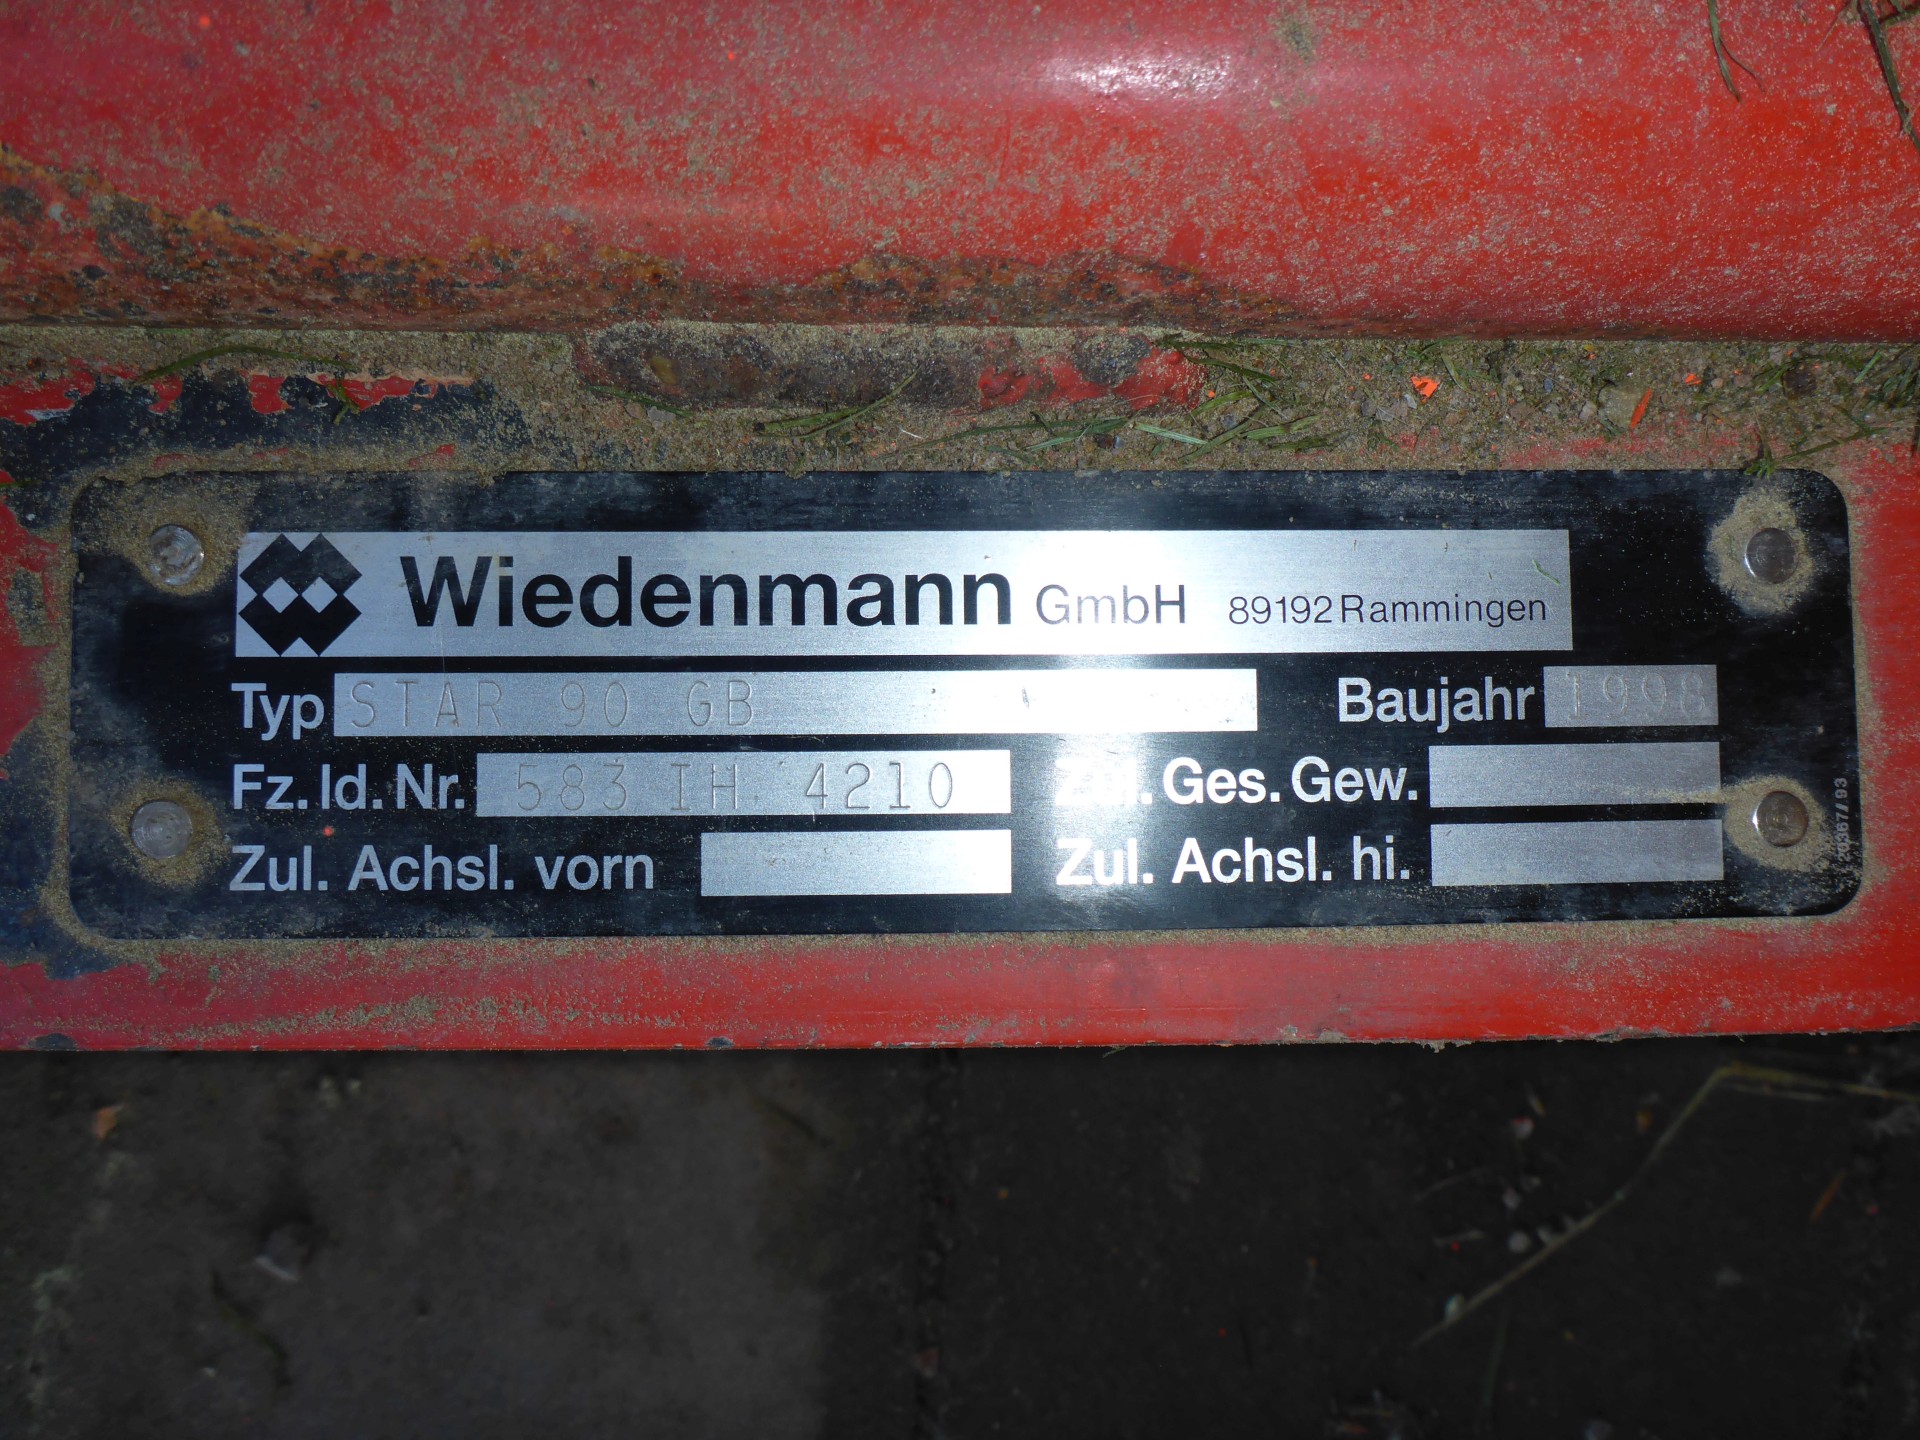 Wiedenmann GmbH 89192 Rammingen
Typ STAR 90 GB Baujahr 1998
Fz. Id. Nr. 583 IH 4210 Zul. Ges. Gew.
Zul. Achsl. vorn Zul. Achsl. hi.